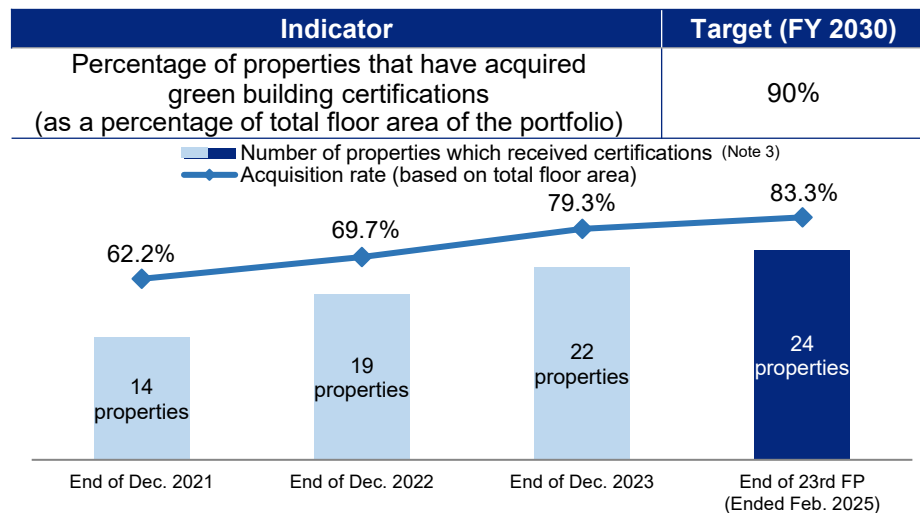 Indicator
Target (FY 2030)
Percentage of properties that have acquired
green building certifications
(as a percentage of total floor area of the portfolio)
90%
Number of properties which received certifications (Note 3)
Acquisition rate (based on total floor area)
62.2%
69.7%
79.3%
83.3%
14
properties
19
properties
22
properties
24
properties
End of Dec. 2021
End of Dec. 2022
End of Dec. 2023
End of 23rd FP
(Ended Feb. 2025)